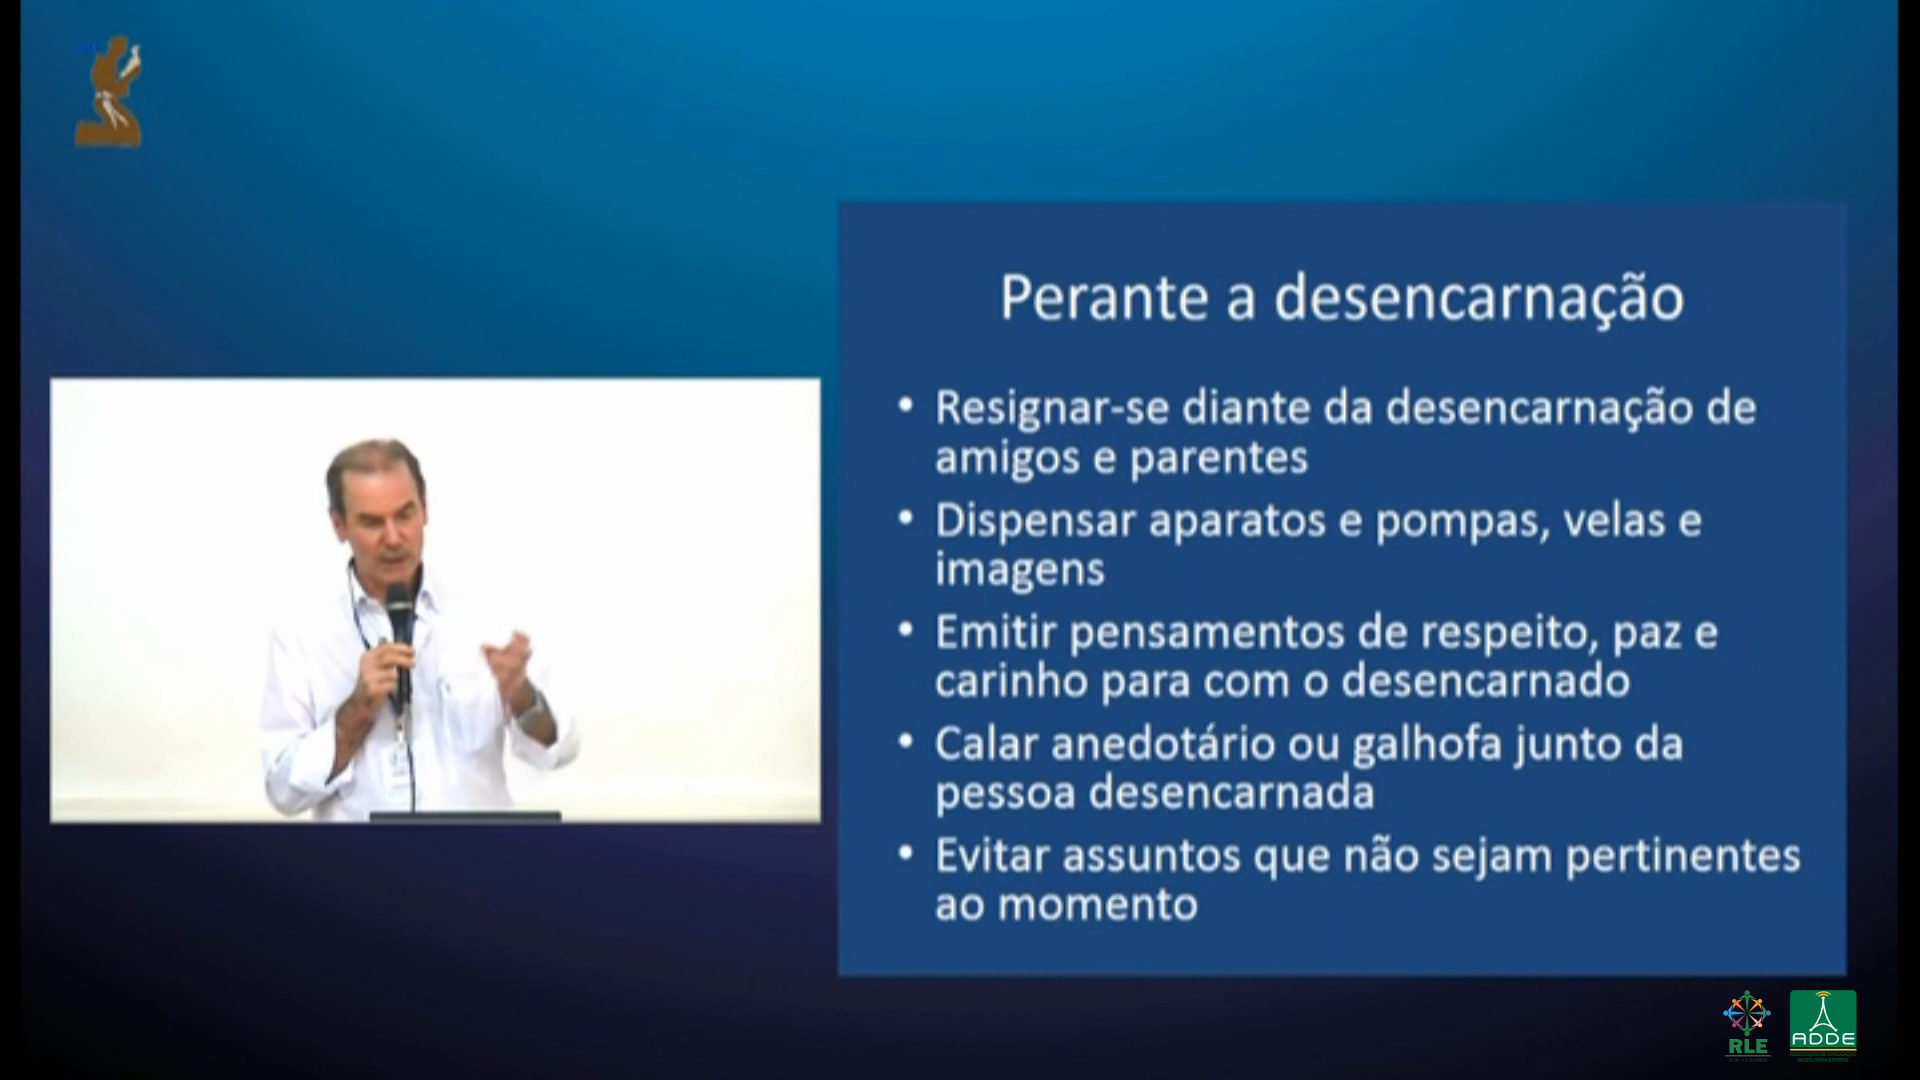 Perante a desencarnação
• Resignar-se diante da desencarnação de
amigos e parentes
• Dispensar aparatos e pompas, velas e
imagens
• Emitir pensamentos de respeito, paz e
carinho para com o desencarnado
• Calar anedotário ou galhofa junto da
pessoa desencarnada
• Evitar assuntos que não sejam pertinentes
ao momento
RLE
ADDE